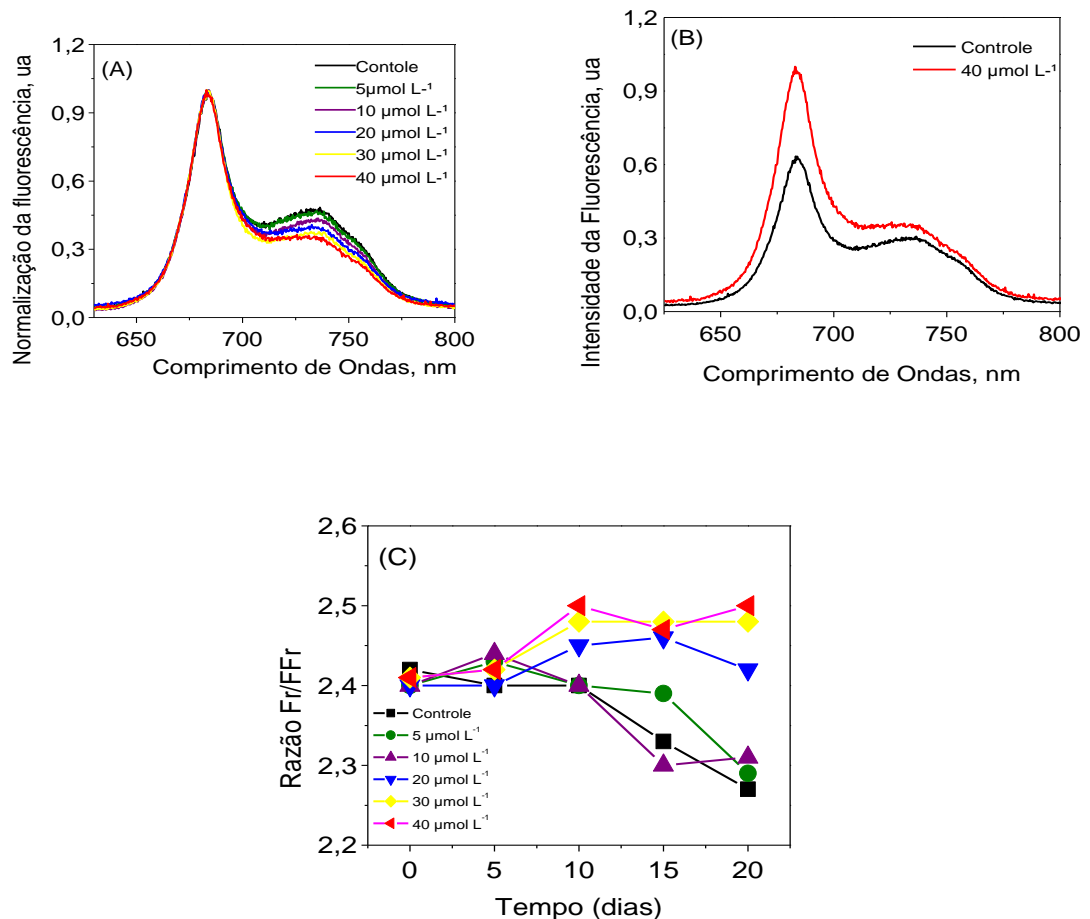 (A)
Normalização da fluorescência, ua
1,2
0,9
0,6
0,3
0,0
Contole
5µmol L-¹
10 µmol L-¹
20 µmol L-¹
30 µmol L-¹
40 µmol L-¹
650
700
750
800
Comprimento de Ondas, nm
(B)
Intensidade da Fluorescência, ua
1,2
0,9
0,6
0,3
0,0
Controle
40 µmol L-¹
650
700
750
800
Comprimento de Ondas, nm
(C)
Razão Fr/FFr
2,6
2,5
2,4
2,3
2,2
Controle
5 µmol L⁻¹
10 µmol L⁻¹
20 µmol L⁻¹
30 µmol L⁻¹
40 µmol L⁻¹
0
5
10
15
20
Tempo (dias)